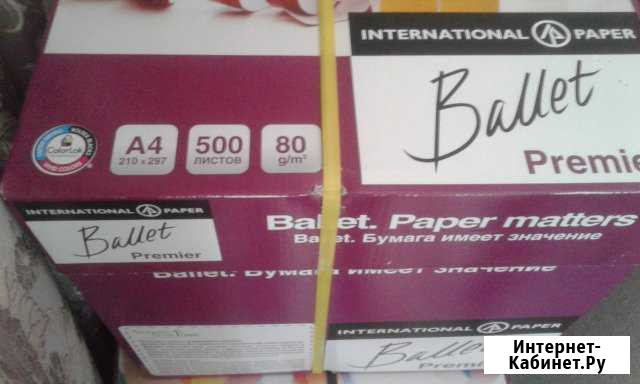 INTERNATIONAL PAPER
Ballet
Premie
ColorLok
A4
210 x 297
500
ЛИСТОВ
80
g/m²
INTERNATIONAL PAPER
Ballet
Premier
Ballet. Paper matters
Ballet. Бумага имеет значение
Ballet. Бумага имеет значение
INTERNATIONAL PAPER
Ballet
Интернет-
Кабинет.Ру